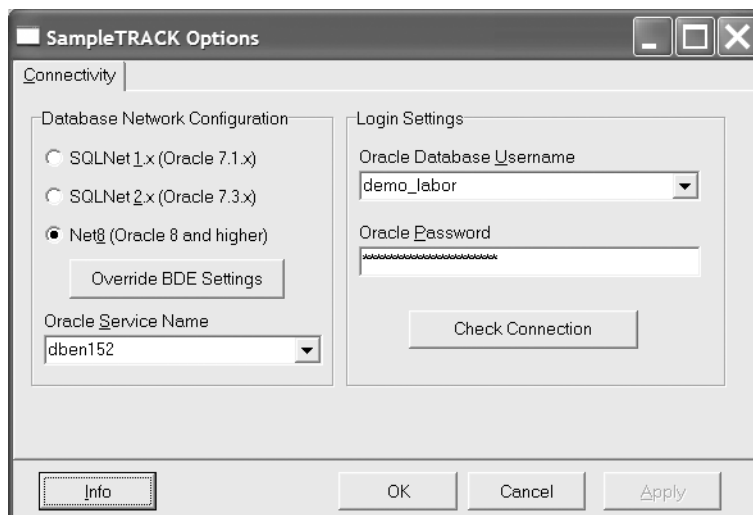 SampleTRACK Options
Connectivity
Database Network Configuration
SQLNet 1.x (Oracle 7.1.x)
SQLNet 2.x (Oracle 7.3.x)
Net8 (Oracle 8 and higher)
Override BDE Settings
Oracle Service Name
dben152
Login Settings
Oracle Database Username
demo_labor
Oracle Password
Check Connection
Info
OK
Cancel
Apply